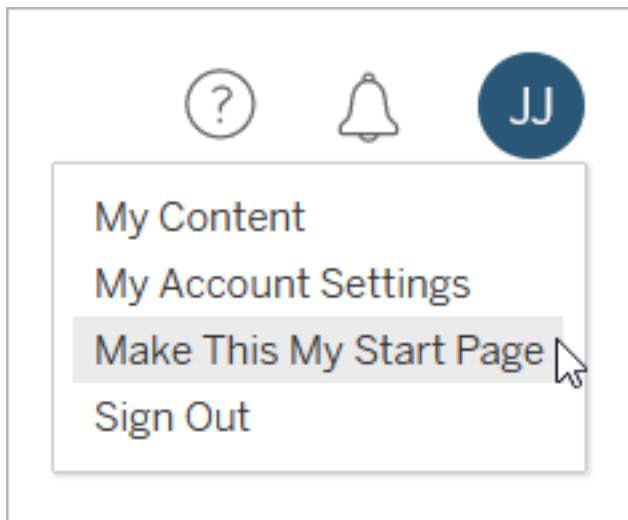 ?
JJ
My Content
My Account Settings
Make This My Start Page
Sign Out